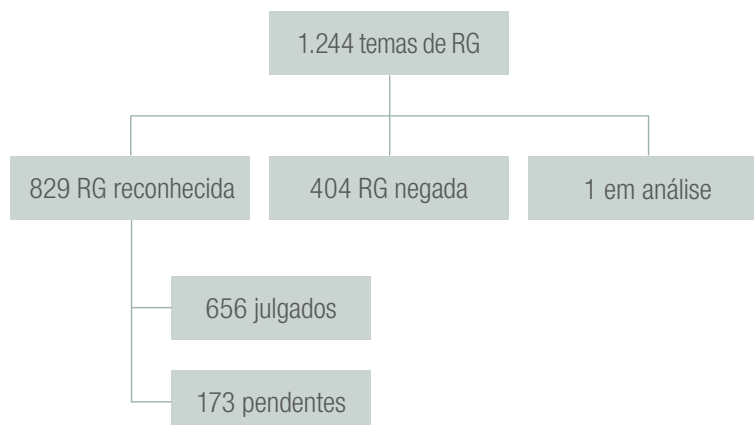 1.244 temas de RG
829 RG reconhecida
404 RG negada
1 em análise
656 julgados
173 pendentes